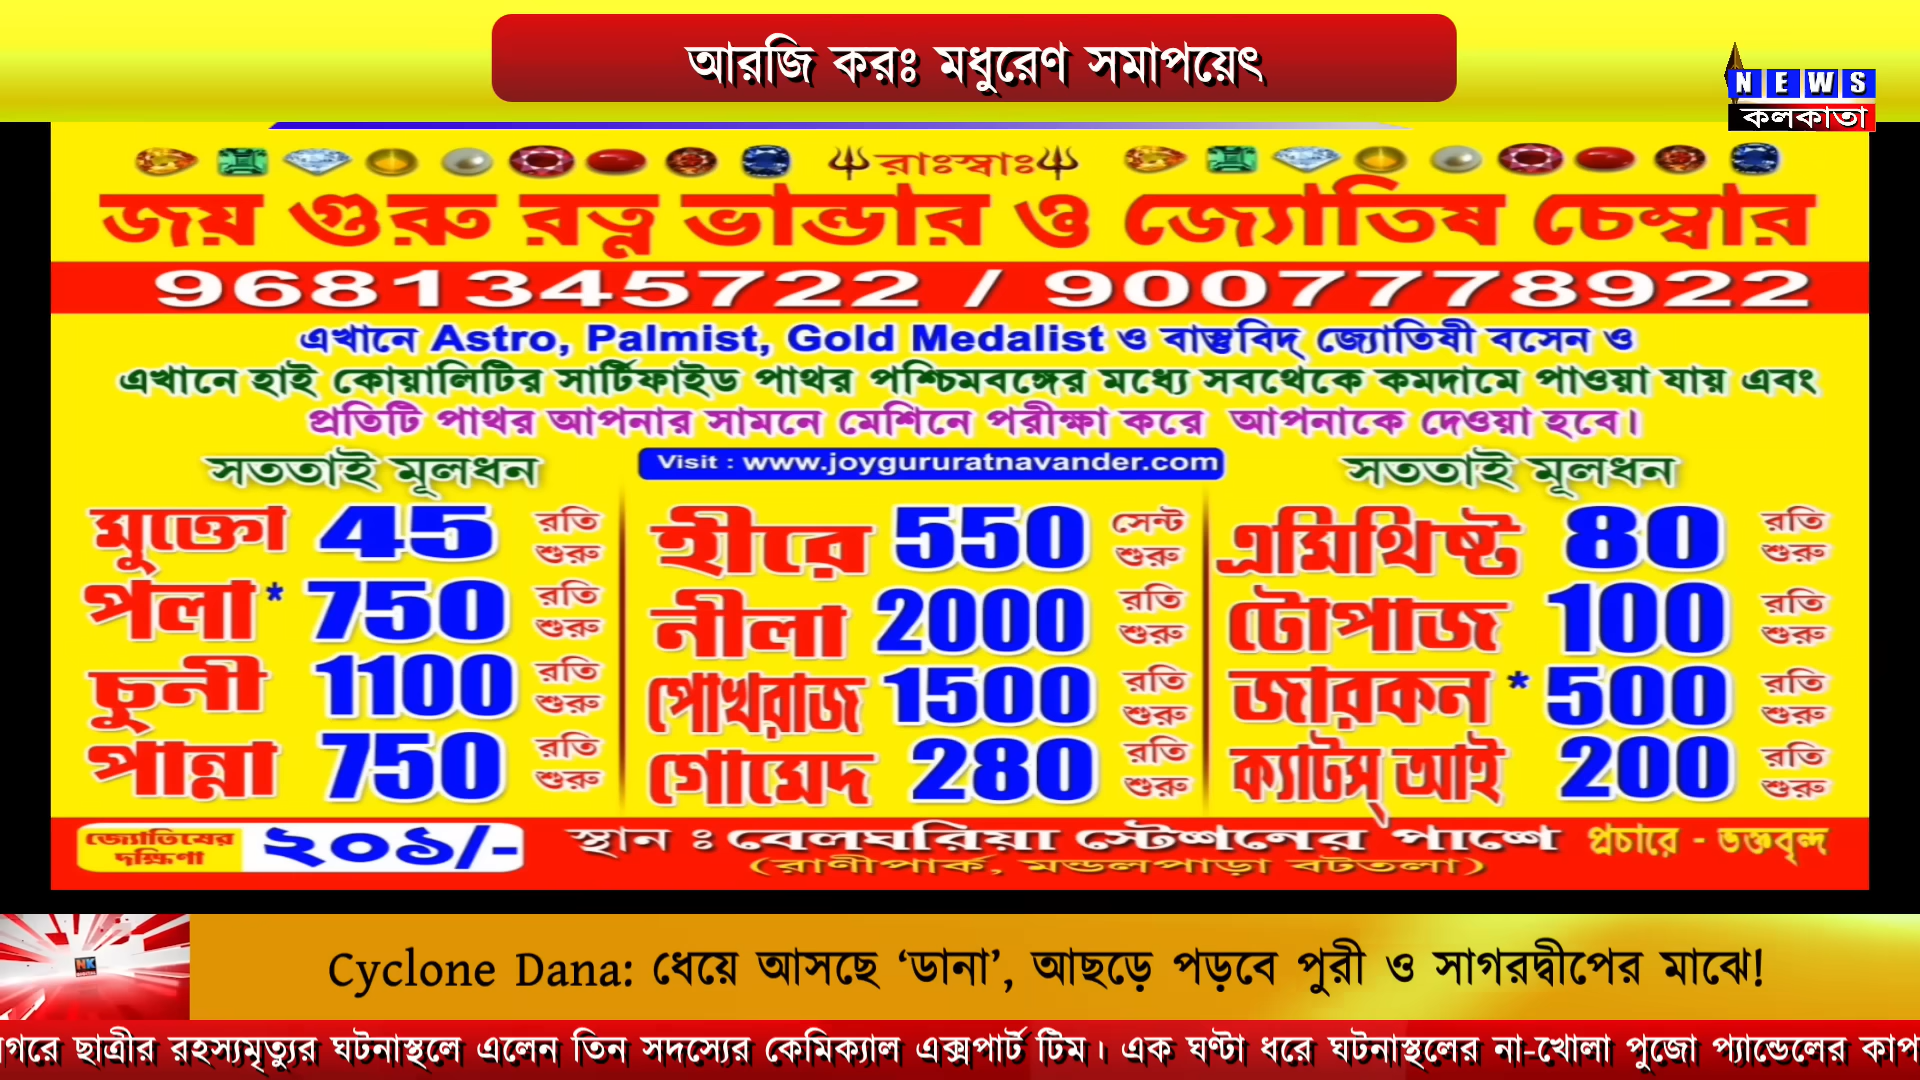 আরজি করঃ মধুরেণ সমাপয়েৎ
NEWS
কলকাতা
রাঃস্বাঃ
জয় গুরু রত্ন ভান্ডার ও জ্যোতিষ চেম্বার
9681345722 / 9007778922
এখানে Astro, Palmist, Gold Medalist ও বাস্তুবিদ্ জ্যোতিষী বসেন ও
এখানে হাই কোয়ালিটির সার্টিফাইড পাথর পশ্চিমবঙ্গের মধ্যে সবথেকে কমদামে পাওয়া যায় এবং
প্রতিটি পাথর আপনার সামনে মেশিনে পরীক্ষা করে আপনাকে দেওয়া হবে।
সততাই মূলধন
Visit : www.joygururatnavander.com
সততাই মূলধন
মুক্তো 45 রতি শুরু
পলা* 750 রতি শুরু
চুনী 1100 রতি শুরু
পান্না 750 রতি শুরু
হীরে 550 সেন্ট শুরু
নীলা 2000 রতি শুরু
পোখরাজ 1500 রতি শুরু
গোমেদ 280 রতি শুরু
এমিথিষ্ট 80 রতি শুরু
টোপাজ 100 রতি শুরু
জারকন * 500 রতি শুরু
ক্যাটস্ আই 200 রতি শুরু
জ্যোতিষের দক্ষিণা ২০১/-
স্থান ঃ বেলঘরিয়া স্টেশনের পাশে
(রাণীপার্ক, মন্ডলপাড়া বটতলা)
প্রচারে - ভক্তবৃন্দ
NK
Cyclone Dana: ধেয়ে আসছে ‘ডানা’, আছড়ে পড়বে পুরী ও সাগরদ্বীপের মাঝে!
গরে ছাত্রীর রহস্যমৃত্যুর ঘটনাস্থলে এলেন তিন সদস্যের কেমিক্যাল এক্সপার্ট টিম। এক ঘণ্টা ধরে ঘটনাস্থলের না-খোলা পুজো প্যান্ডেলের কাপ